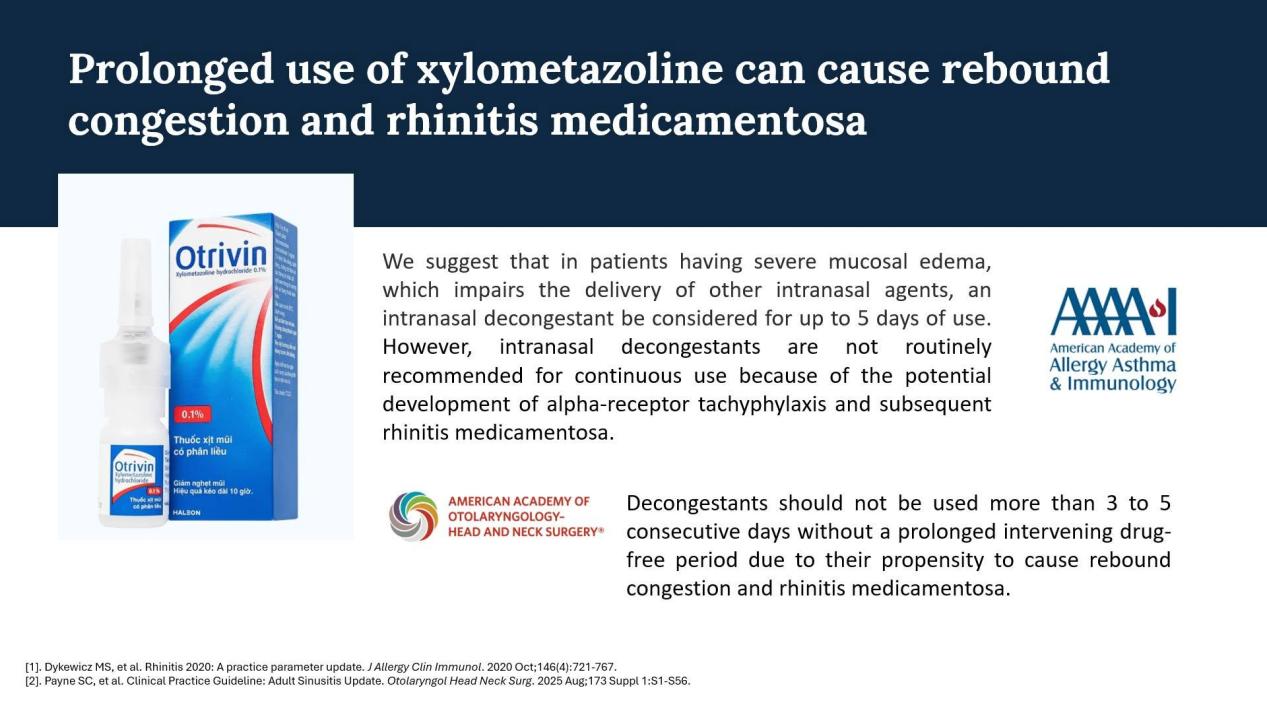 Prolonged use of xylometazoline can cause rebound
congestion and rhinitis medicamentosa
Otrivin
Xylometazoline hydrochloride 0.1%
0.1%
Thuốc xịt mũi
có phân liều
Giảm nghẹt mũi
Hiệu quả kéo dài 10 giờ.
HALEON
Otrivin
Xylometazoline
hydrochloride
0.1%
Thuốc xịt mũi
có phân liều
We suggest that in patients having severe mucosal edema,
which impairs the delivery of other intranasal agents, an
intranasal decongestant be considered for up to 5 days of use.
However, intranasal decongestants are not routinely
recommended for continuous use because of the potential
development of alpha-receptor tachyphylaxis and subsequent
rhinitis medicamentosa.
AAAAI
American Academy of
Allergy Asthma
& Immunology
AMERICAN ACADEMY OF
OTOLARYNGOLOGY–
HEAD AND NECK SURGERY®
Decongestants should not be used more than 3 to 5
consecutive days without a prolonged intervening drug-
free period due to their propensity to cause rebound
congestion and rhinitis medicamentosa.
[1]. Dykewicz MS, et al. Rhinitis 2020: A practice parameter update. J Allergy Clin Immunol. 2020 Oct;146(4):721-767.
[2]. Payne SC, et al. Clinical Practice Guideline: Adult Sinusitis Update. Otolaryngol Head Neck Surg. 2025 Aug;173 Suppl 1:S1-S56.